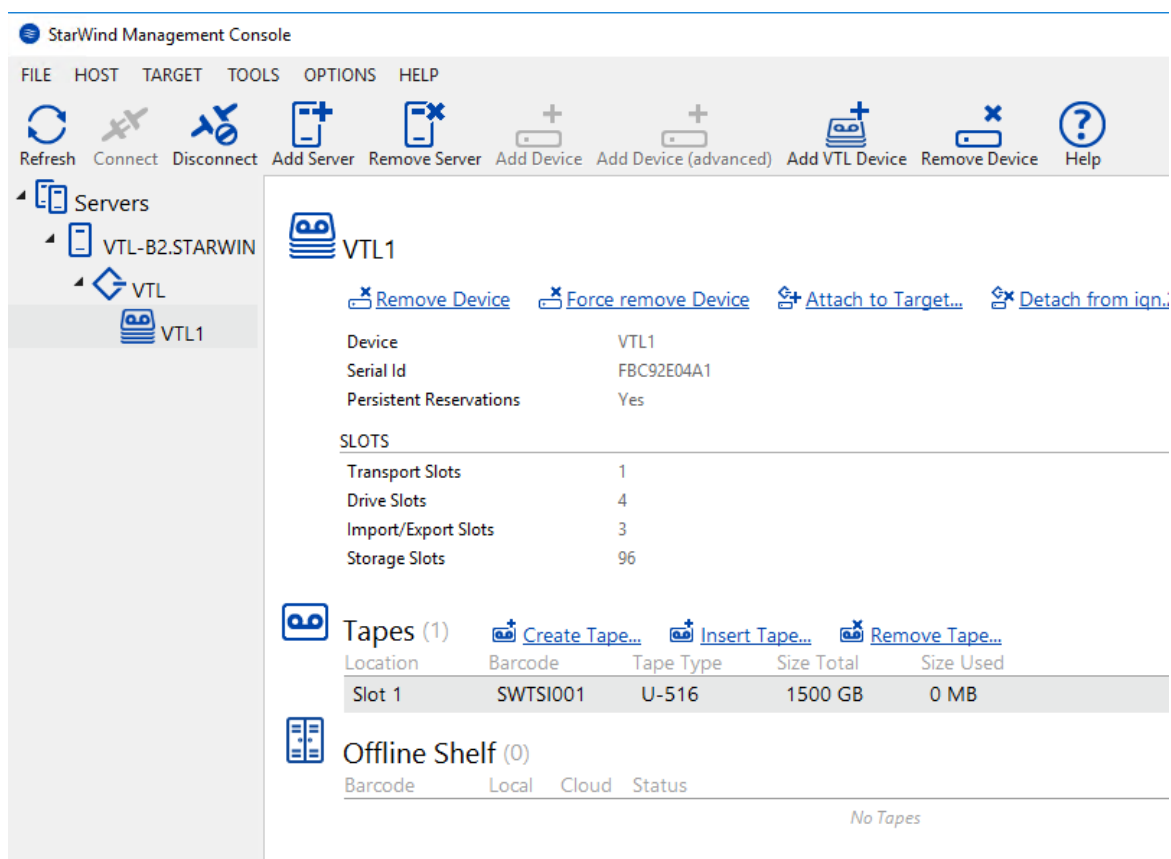 StarWind Management Console
FILE HOST TARGET TOOLS OPTIONS HELP
Refresh Connect Disconnect Add Server Remove Server Add Device Add Device (advanced) Add VTL Device Remove Device Help
Servers
VTL-B2.STARWIN
VTL
VTL1
VTL1
Remove Device Force remove Device Attach to Target... Detach from iqn.2
Device VTL1
Serial Id FBC92E04A1
Persistent Reservations Yes
SLOTS
Transport Slots 1
Drive Slots 4
Import/Export Slots 3
Storage Slots 96
Tapes (1) Create Tape... Insert Tape... Remove Tape...
Location Barcode Tape Type Size Total Size Used
Slot 1 SWTSI001 U-516 1500 GB 0 MB
Offline Shelf (0)
Barcode Local Cloud Status
No Tapes